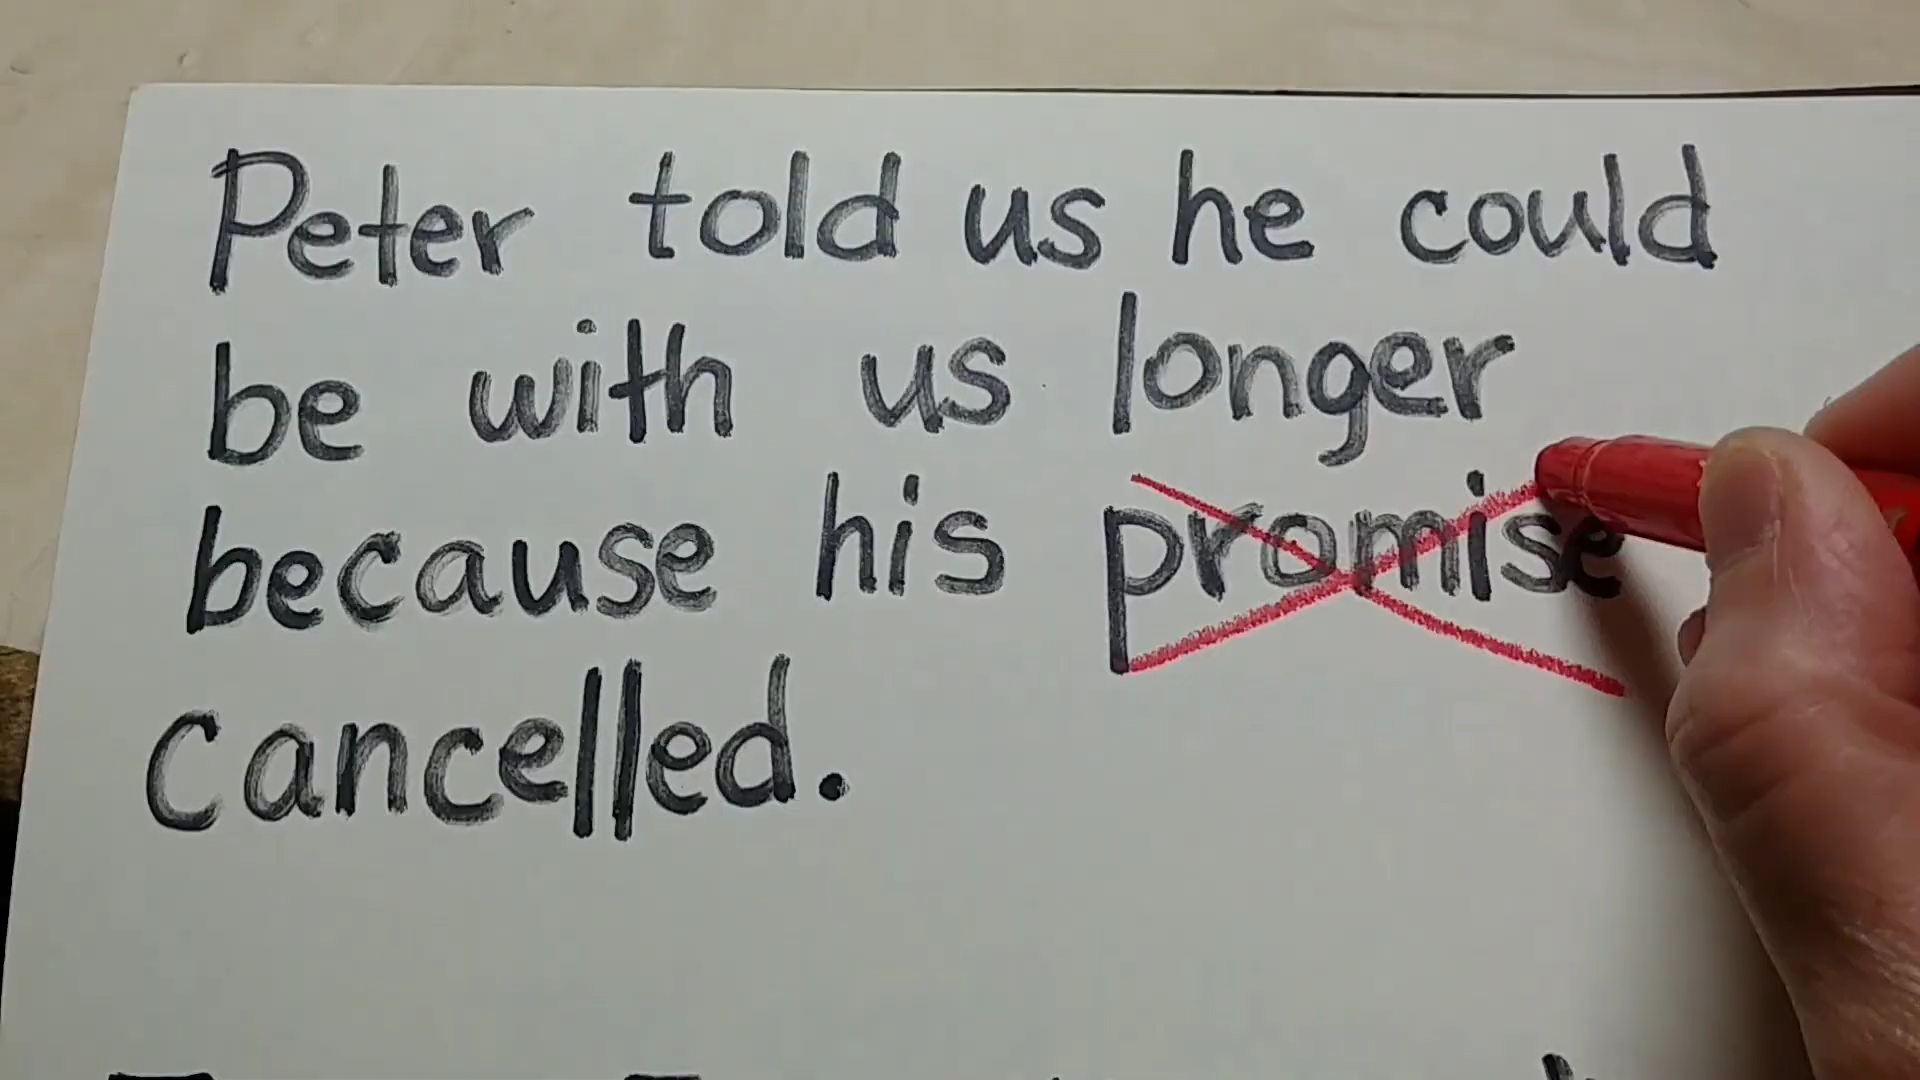 Peter told us he could
be with us longer
because his promise
cancelled.